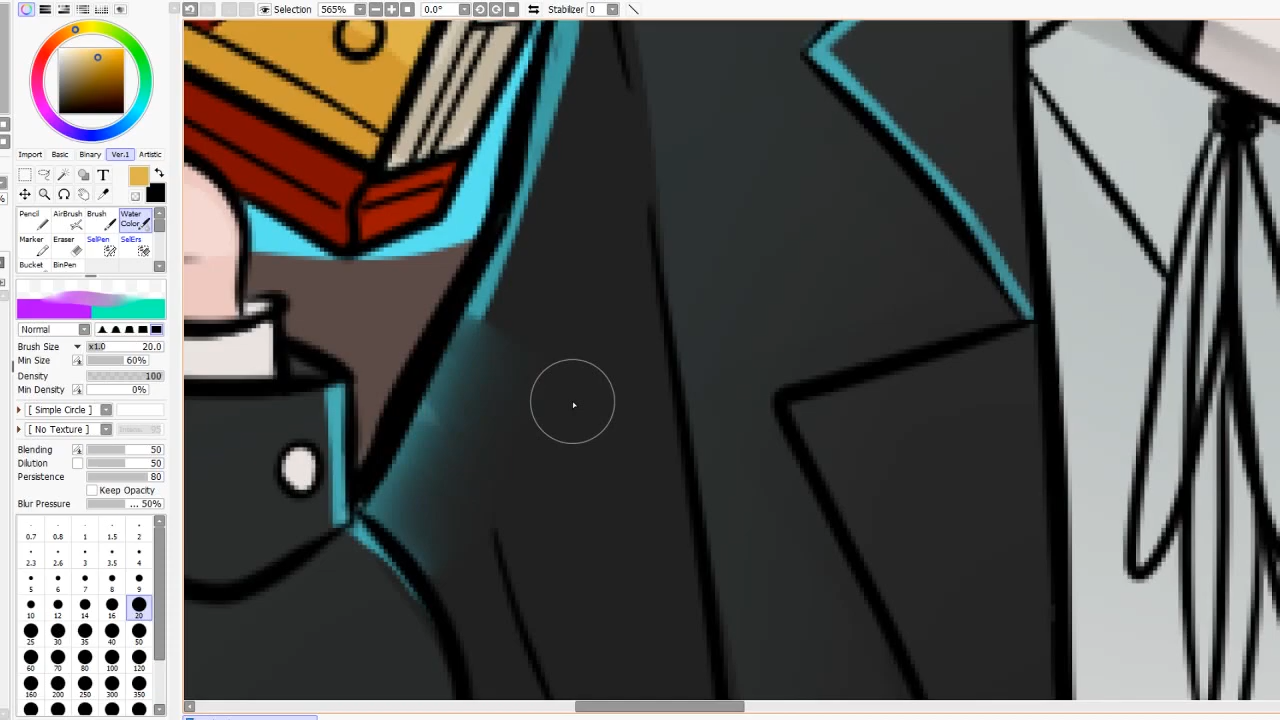 Selection 565% 0.0° Stabilizer 0
Import Basic Binary Ver.1 Artistic
T
Pencil AirBrush Brush Water Color
Marker Eraser SelPen SelErs
Bucket BinPen
Normal
Brush Size x1.0 20.0
Min Size 60%
Density 100
Min Density 0%
[ Simple Circle ]
[ No Texture ]
Blending 50
Dilution 50
Persistence 80
Keep Opacity
Blur Pressure ... 50%
0.7 0.8 1 1.5 2
2.3 2.6 3 3.5 4
5 6 7 8 9
10 12 14 16 20
25 30 35 40 50
60 70 80 100 120
160 200 250 300 350